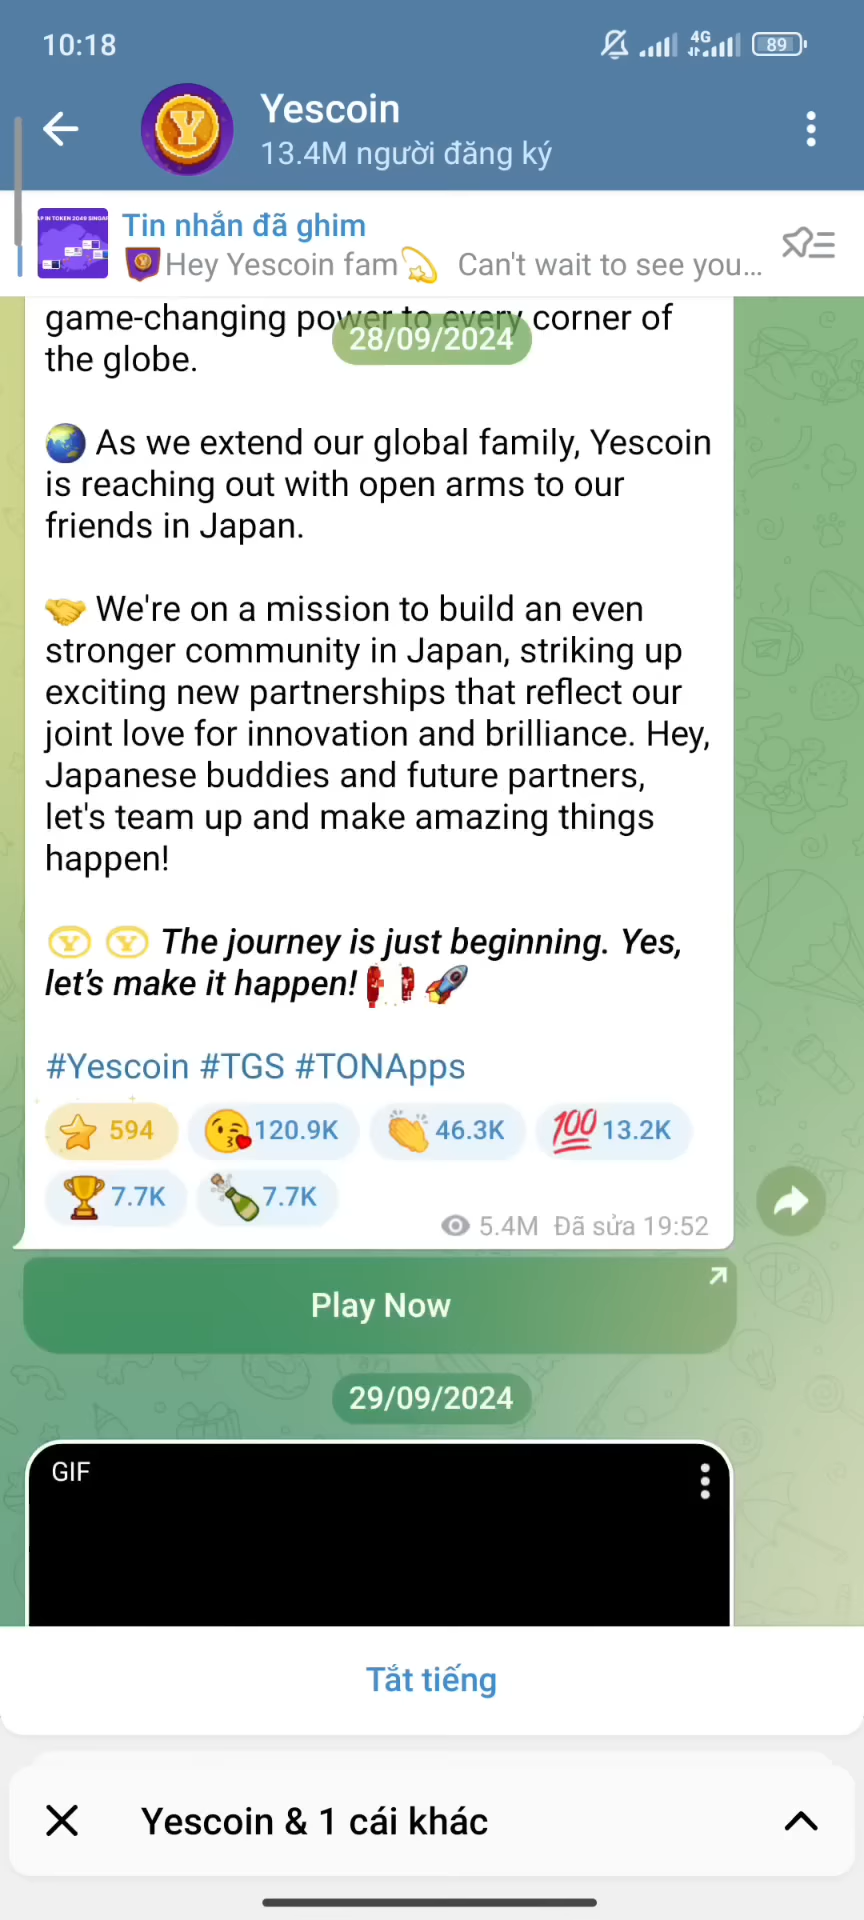 10:18
4G
89
Yescoin
13.4M người đăng ký
Tin nhắn đã ghim
Hey Yescoin fam Can't wait to see you...
game-changing power to every corner of
28/09/2024
the globe.
As we extend our global family, Yescoin
is reaching out with open arms to our
friends in Japan.
We're on a mission to build an even
stronger community in Japan, striking up
exciting new partnerships that reflect our
joint love for innovation and brilliance. Hey,
Japanese buddies and future partners,
let's team up and make amazing things
happen!
The journey is just beginning. Yes,
let’s make it happen!
#Yescoin #TGS #TONApps
594 120.9K 46.3K 100 13.2K
7.7K 7.7K
5.4M Đã sửa 19:52
Play Now
29/09/2024
GIF
Tắt tiếng
Yescoin & 1 cái khác